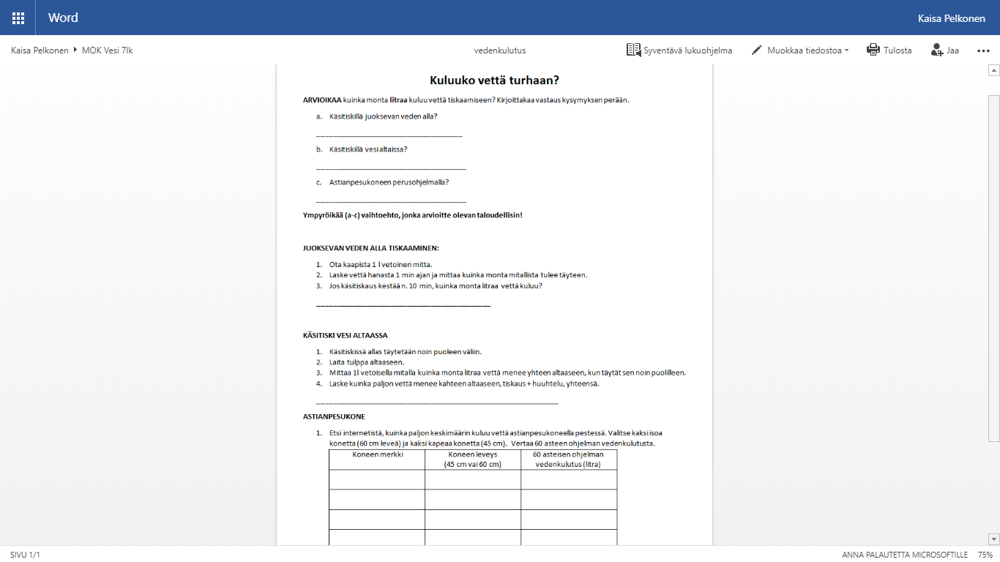 Word
Kaisa Pelkonen
Kaisa Pelkonen MOK Vesi 7lk
vedenkulutus
Syventävä lukuohjelma
Muokkaa tiedostoa
Tulosta
Jaa
Kuluuko vettä turhaan?
ARVIOIKAA kuinka monta litraa kuluu vettä tiskaamiseen? Kirjoittakaa vastaus kysymyksen perään.
a. Käsitiskillä juoksevan veden alla?
b. Käsitiskillä vesi altaissa?
c. Astianpesukoneen perusohjelmalla?
Ympyröikää (a-c) vaihtoehto, jonka arvioitte olevan taloudellisin!
JUOKSEVAN VEDEN ALLA TISKAAMINEN:
1. Ota kaapista 1 l vetoinen mitta.
2. Laske vettä hanasta 1 min ajan ja mittaa kuinka monta mitallista tulee täyteen.
3. Jos käsitiskaus kestää n. 10 min, kuinka monta litraa vettä kuluu?
KÄSITISKI VESI ALTAASSA
1. Käsitiskissä allas täytetään noin puoleen väliin.
2. Laita tulppa altaaseen.
3. Mittaa 1l vetoisella mitalla kuinka monta litraa vettä menee yhteen altaaseen, kun täytät sen noin puolilleen.
4. Laske kuinka paljon vettä menee kahteen altaaseen, tiskaus + huuhtelu, yhteensä.
ASTIANPESUKONE
1. Etsi internetistä, kuinka paljon keskimäärin kuluu vettä astianpesukoneella pestessä. Valitse kaksi isoa
konetta (60 cm leveä) ja kaksi kapeaa konetta (45 cm). Vertaa 60 asteen ohjelman vedenkulutusta.
Koneen merkki
Koneen leveys
(45 cm vai 60 cm)
60 asteisen ohjelman
vedenkulutus (litra)
SIVU 1/1
ANNA PALAUTETTA MICROSOFTILLE
75%